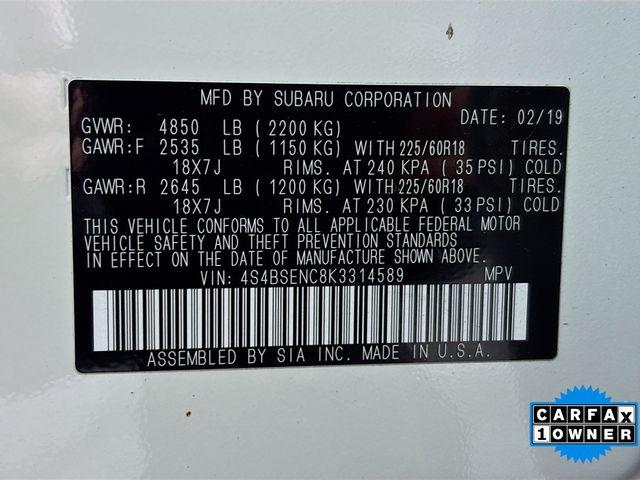 MFD BY SUBARU CORPORATION
DATE: 02/19
GVWR: 4850 LB (2200 KG)
GAWR:F 2535 LB (1150 KG) WITH 225/60R18 TIRES.
18X7J RIMS. AT 240 KPA (35 PSI) COLD
GAWR:R 2645 LB (1200 KG) WITH 225/60R18 TIRES.
18X7J RIMS. AT 230 KPA (33 PSI) COLD
THIS VEHICLE CONFORMS TO ALL APPLICABLE FEDERAL MOTOR
VEHICLE SAFETY AND THEFT PREVENTION STANDARDS
IN EFFECT ON THE DATE OF MANUFACTURE SHOWN ABOVE.
VIN: 4S4BSENC8K3314589 MPV
ASSEMBLED BY SIA INC. MADE IN U.S.A.
CARFAX
1 OWNER